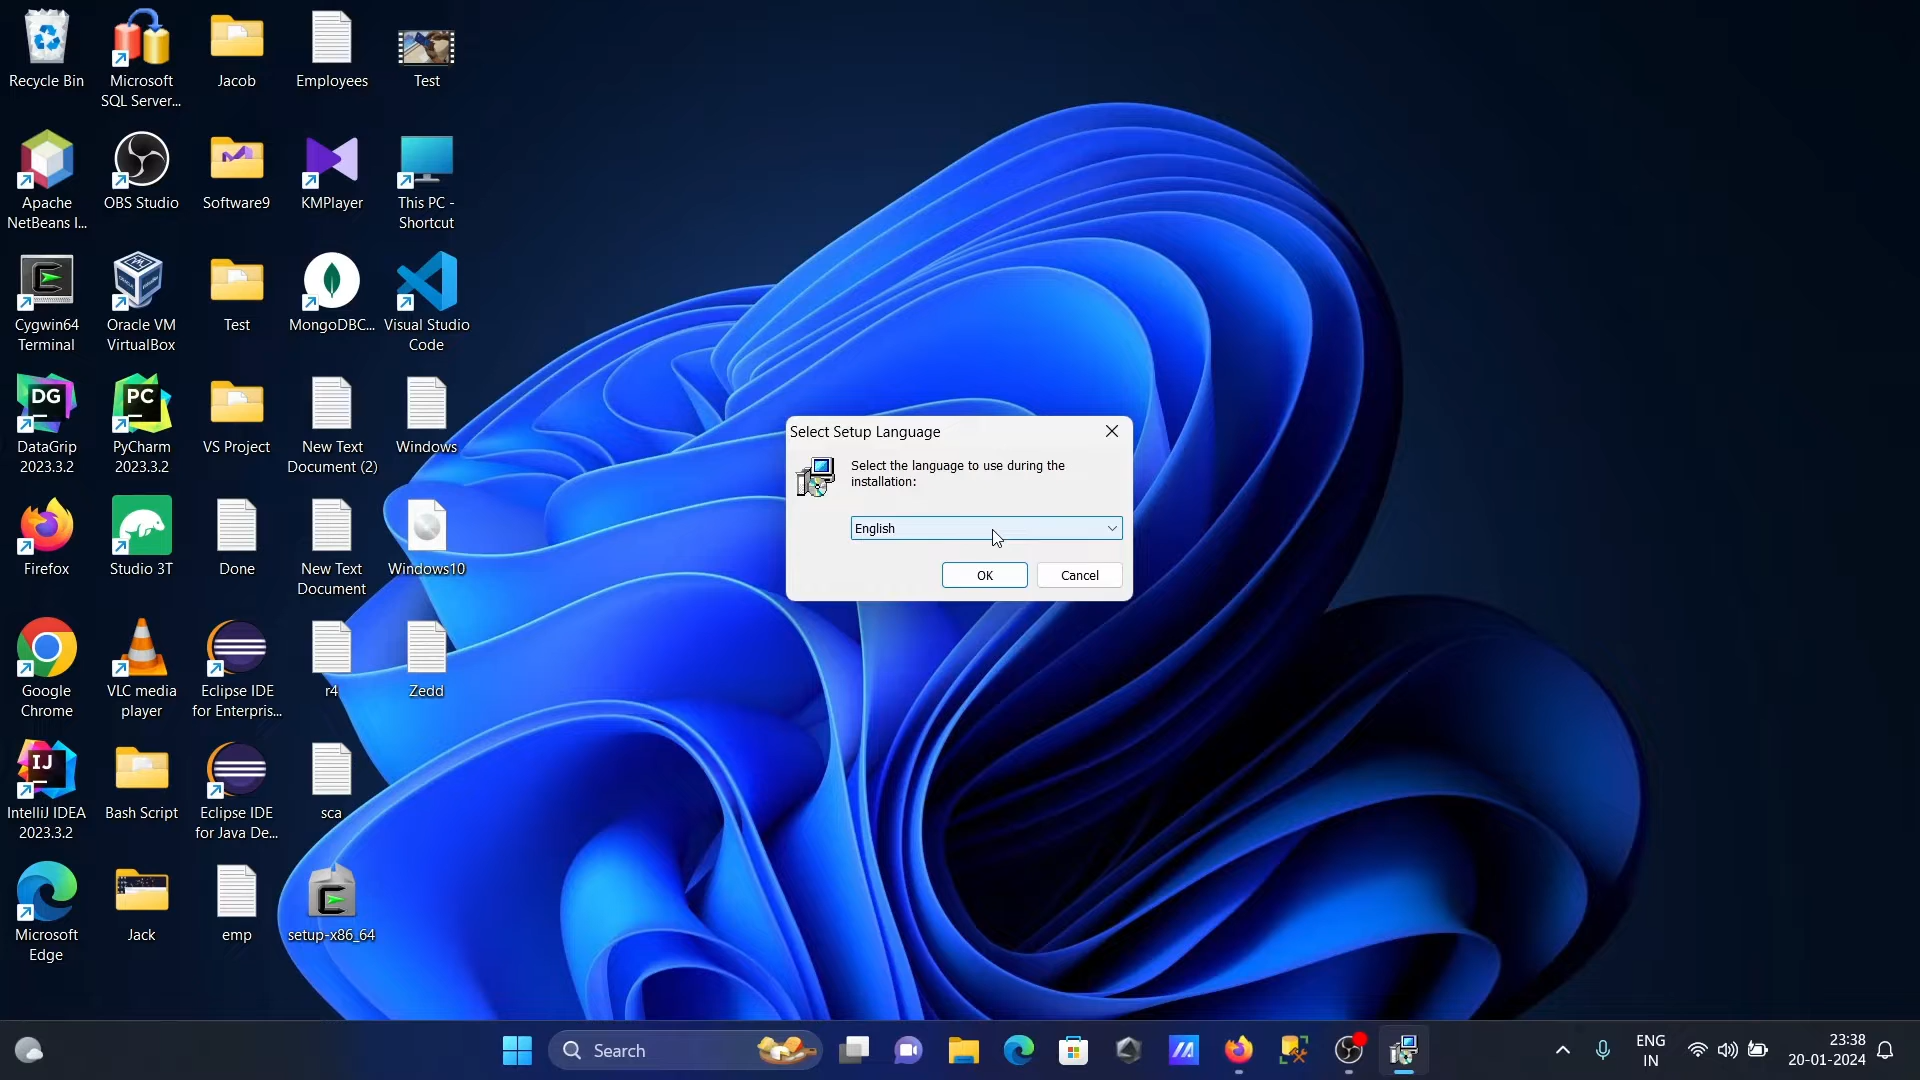 Recycle Bin
Microsoft
SQL Server...
Jacob
Employees
Test
Apache
NetBeans I...
OBS Studio
Software9
KMPlayer
This PC -
Shortcut
Cygwin64
Terminal
Oracle VM
VirtualBox
Test
MongoDBC...
Visual Studio
Code
DG
DataGrip
2023.3.2
PC
PyCharm
2023.3.2
VS Project
New Text
Document (2)
Windows
Firefox
Studio 3T
Done
New Text
Document
Windows10
Google
Chrome
VLC media
player
Eclipse IDE
for Enterpris...
r4
Zedd
IJ
IntelliJ IDEA
2023.3.2
Bash Script
Eclipse IDE
for Java De...
sca
Microsoft
Edge
Jack
emp
setup-x86_64
Select Setup Language
Select the language to use during the
installation:
English
OK
Cancel
Search
ENG
IN
23:38
20-01-2024